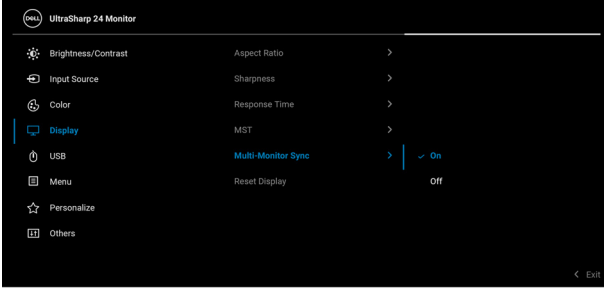 DELL UltraSharp 24 Monitor
Brightness/Contrast Aspect Ratio
Input Source Sharpness
Color Response Time
Display MST
USB Multi-Monitor Sync On
Menu Reset Display Off
Personalize
Others
Exit